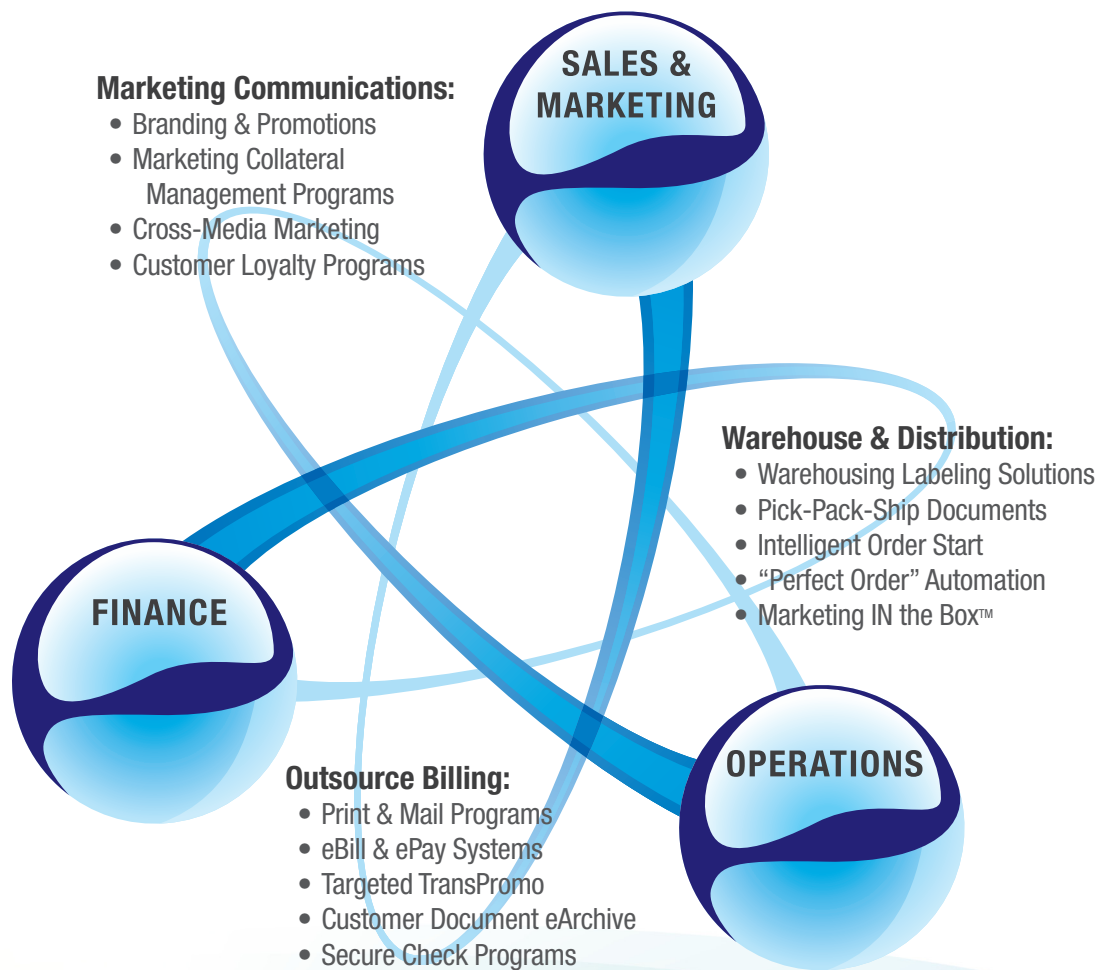 SALES &
MARKETING
Marketing Communications:
• Branding & Promotions
• Marketing Collateral
Management Programs
• Cross-Media Marketing
• Customer Loyalty Programs
Warehouse & Distribution:
• Warehousing Labeling Solutions
• Pick-Pack-Ship Documents
• Intelligent Order Start
• “Perfect Order” Automation
• Marketing IN the Box™
FINANCE
OPERATIONS
Outsource Billing:
• Print & Mail Programs
• eBill & ePay Systems
• Targeted TransPromo
• Customer Document eArchive
• Secure Check Programs